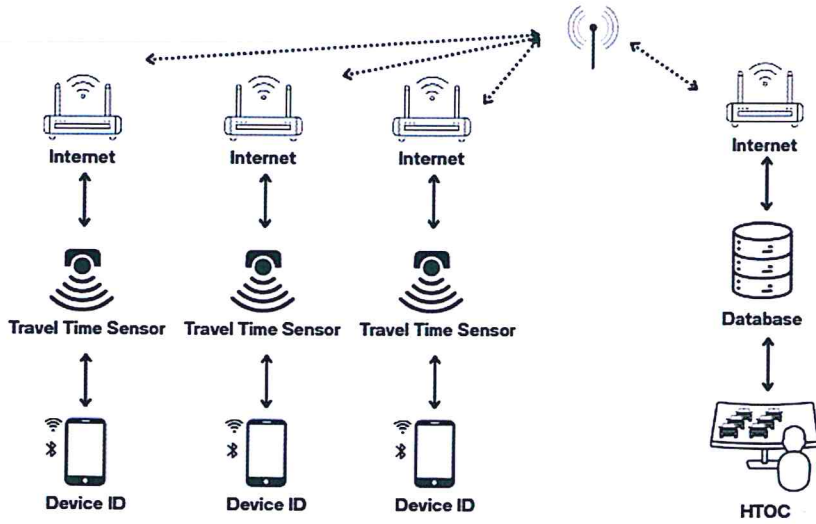 Internet
Internet
Internet
Internet
Travel Time Sensor
Travel Time Sensor
Travel Time Sensor
Database
Device ID
Device ID
Device ID
HTOC